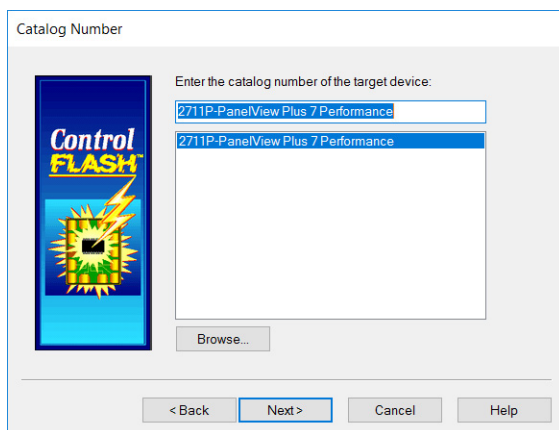 Catalog Number
Enter the catalog number of the target device:
2711P-PanelView Plus 7 Performance
2711P-PanelView Plus 7 Performance
Control
FLASH™
Browse...
< Back
Next >
Cancel
Help